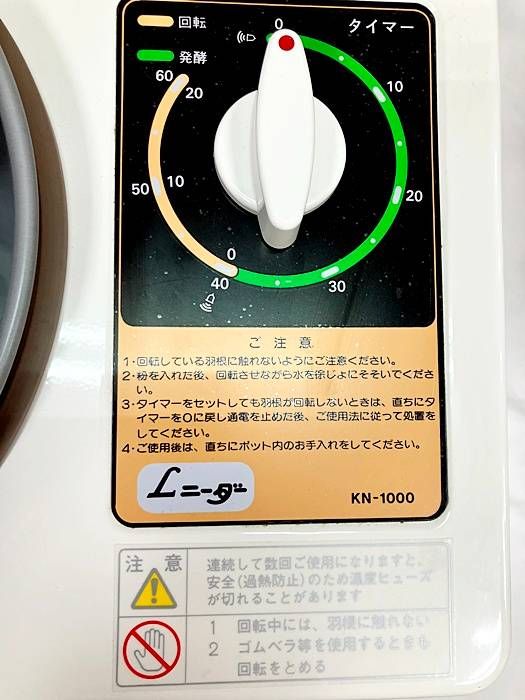 回転 0 タイマー
発酵
60
20
10
50 10
20
0
40 30
ご注意
1・回転している羽根に触れないようにご注意ください。
2・粉を入れた後、回転させながら水を徐じょにそそいでくださ
い。
3・タイマーをセットしても羽根が回転しないときは、直ちにタ
イマーを0に戻し通電を止めた後、ご使用法に従って処置を
してください。
4・ご使用後は、直ちにポット内のお手入れをしてください。
Lニーダー KN-1000
注意
連続して数回ご使用になりますと、
安全(過熱防止)のため温度ヒューズ
が切れることがあります
1 回転中には、羽根に触れない
2 ゴムベラ等を使用するときも
回転をとめる